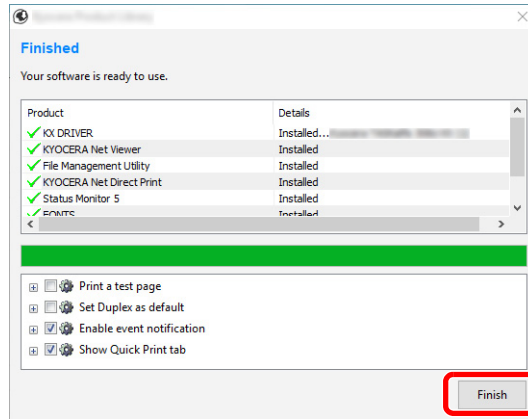 Finished
Your software is ready to use.
Product Details
KX DRIVER Installed...
KYOCERA Net Viewer Installed
File Management Utility Installed
KYOCERA Net Direct Print Installed
Status Monitor 5 Installed
FONTS Installed
Print a test page
Set Duplex as default
Enable event notification
Show Quick Print tab
Finish